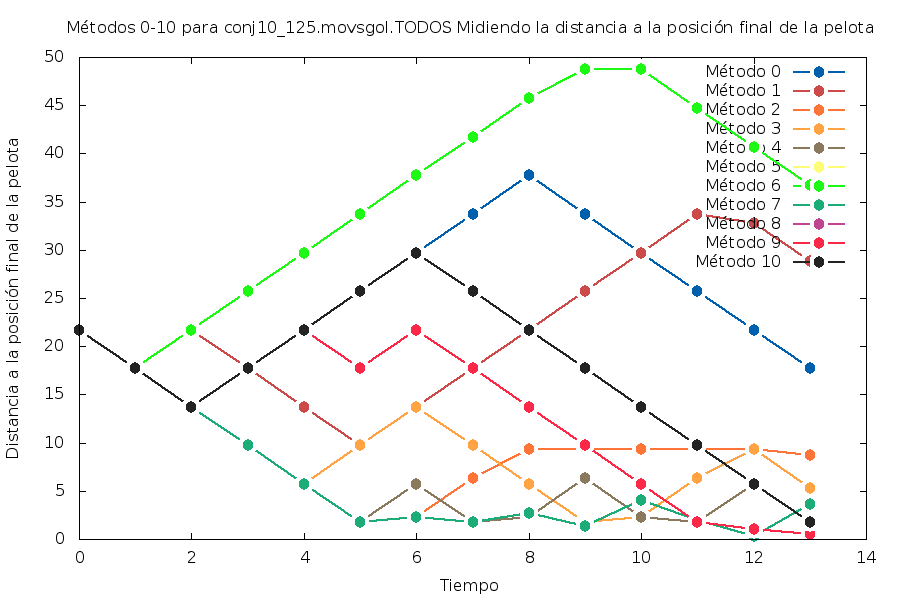 Métodos 0-10 para conj10_125.movsgol.TODOS Midiendo la distancia a la posición final de la pelota
50
45
40
35
30
25
20
15
10
5
0
Distancia a la posición final de la pelota
Método 0
Método 1
Método 2
Método 3
Método 4
Método 5
Método 6
Método 7
Método 8
Método 9
Método 10
0 2 4 6 8 10 12 14
Tiempo